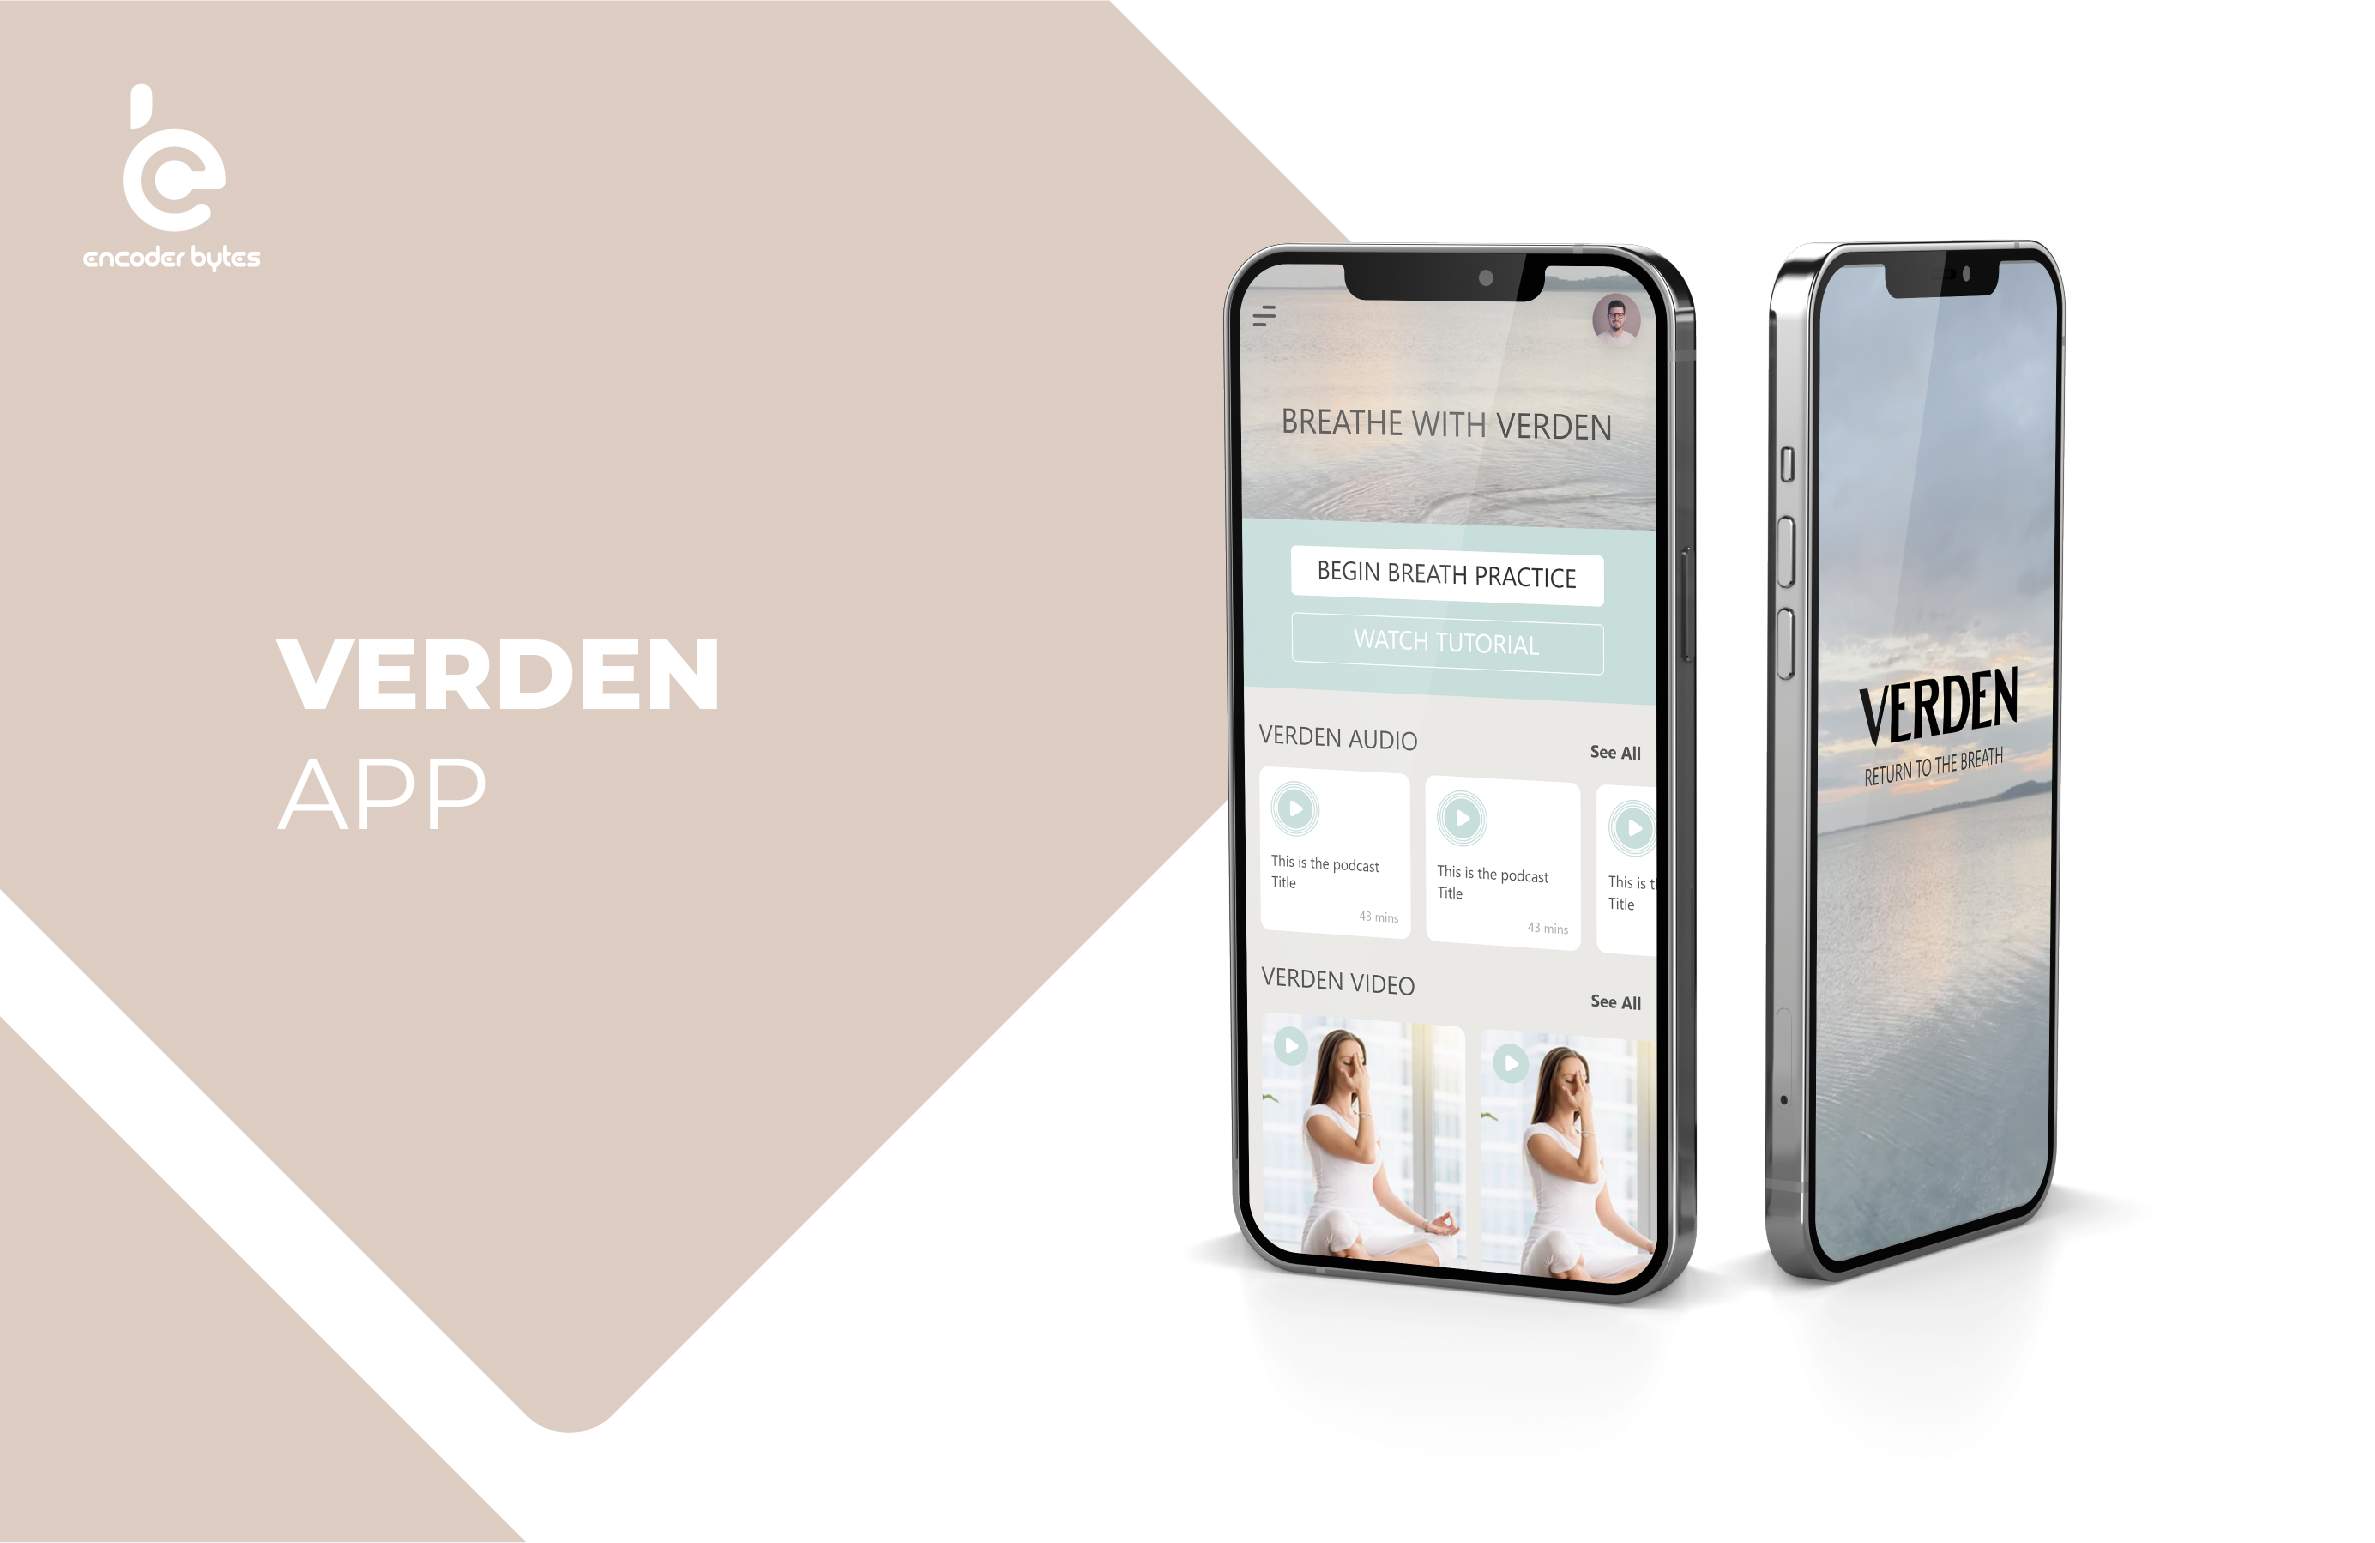 encoder bytes
VERDEN
APP
BREATHE WITH VERDEN
BEGIN BREATH PRACTICE
WATCH TUTORIAL
VERDEN AUDIO
See All
This is the podcast
Title
43 mins
This is the podcast
Title
43 mins
This is t
Title
VERDEN VIDEO
See All
VERDEN
RETURN TO THE BREATH